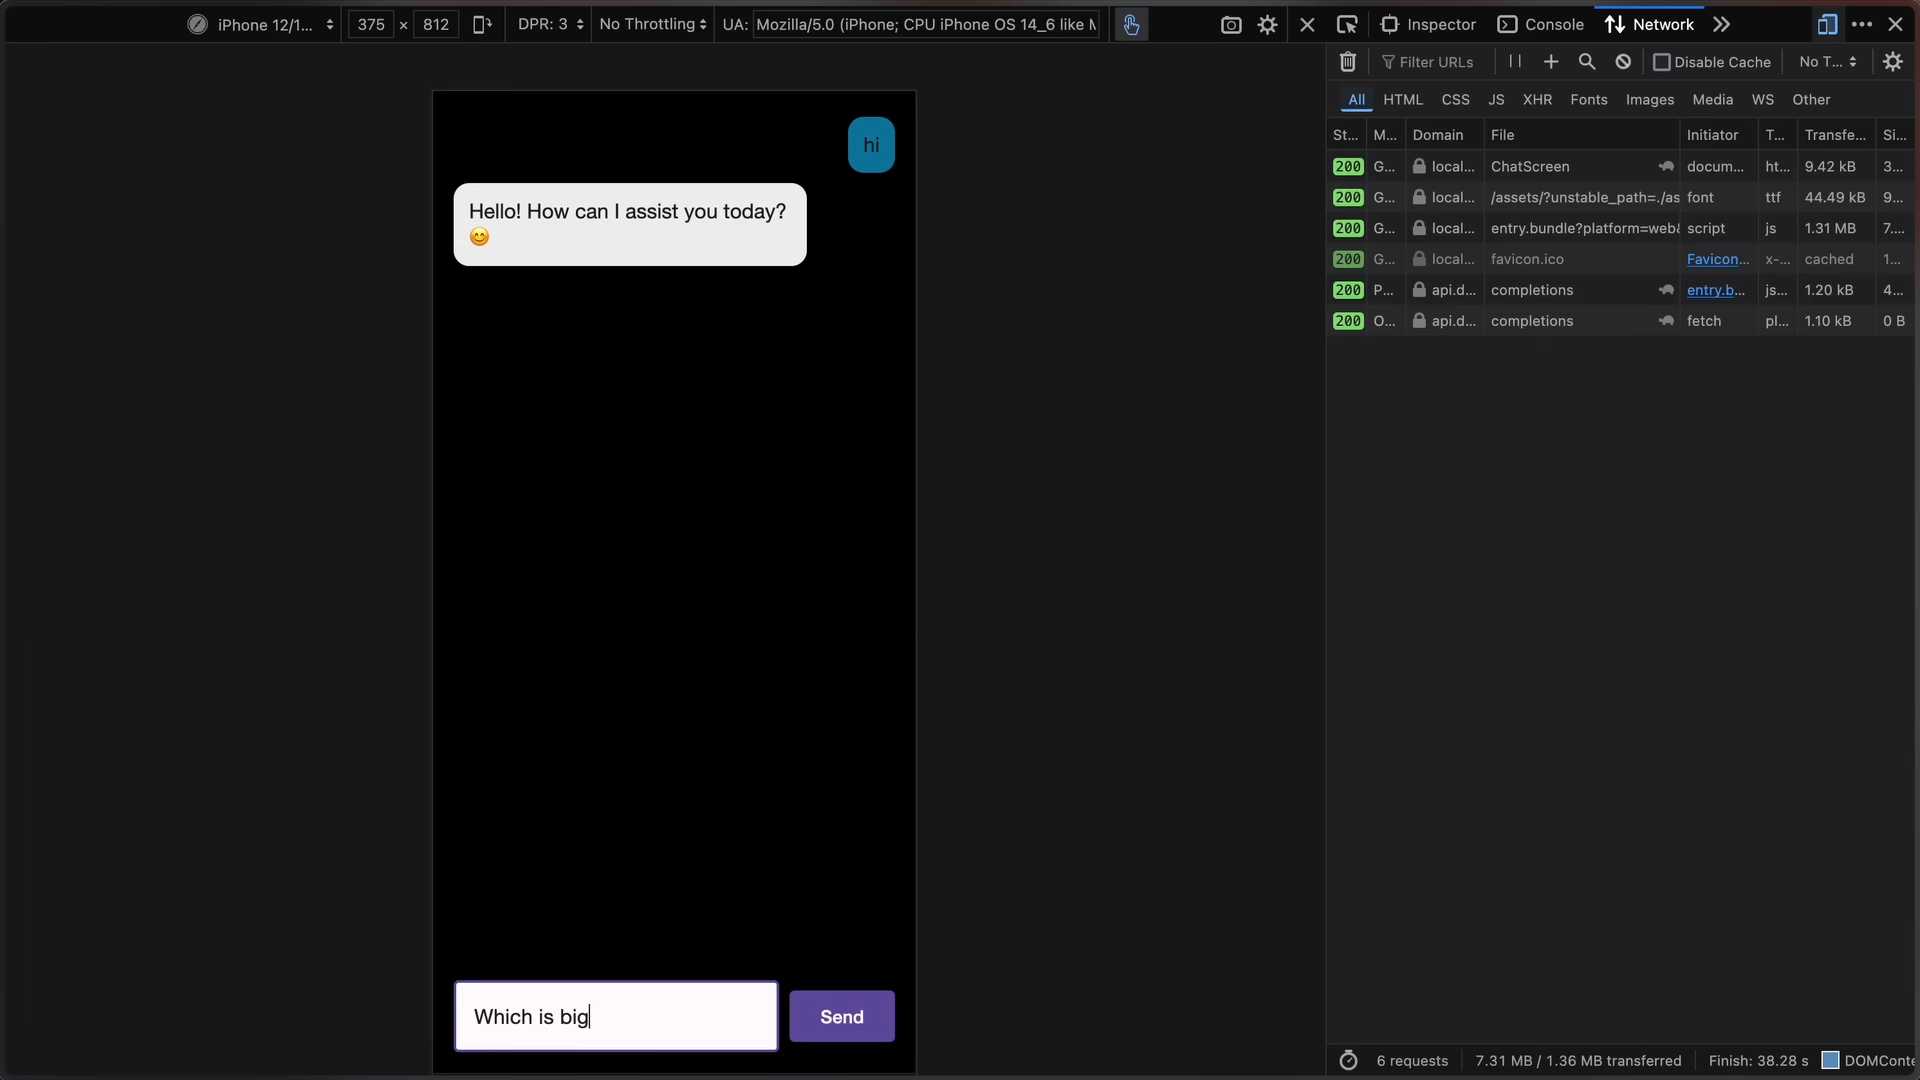 iPhone 12/1... 375 × 812 DPR: 3 No Throttling UA: Mozilla/5.0 (iPhone; CPU iPhone OS 14_6 like M
Inspector Console Network
Filter URLs Disable Cache No T...
All HTML CSS JS XHR Fonts Images Media WS Other
St... M... Domain File Initiator T... Transfe... Si...
200 G... local... ChatScreen docum... ht... 9.42 kB 3...
200 G... local... /assets/?unstable_path=./as font ttf 44.49 kB 9...
200 G... local... entry.bundle?platform=web& script js 1.31 MB 7....
200 G... local... favicon.ico Favicon... x-... cached 1...
200 P... api.d... completions entry.b... js... 1.20 kB 4...
200 O... api.d... completions fetch pl... 1.10 kB 0 B
hi
Hello! How can I assist you today?
😊
Which is big
Send
6 requests 7.31 MB / 1.36 MB transferred Finish: 38.28 s DOMConte